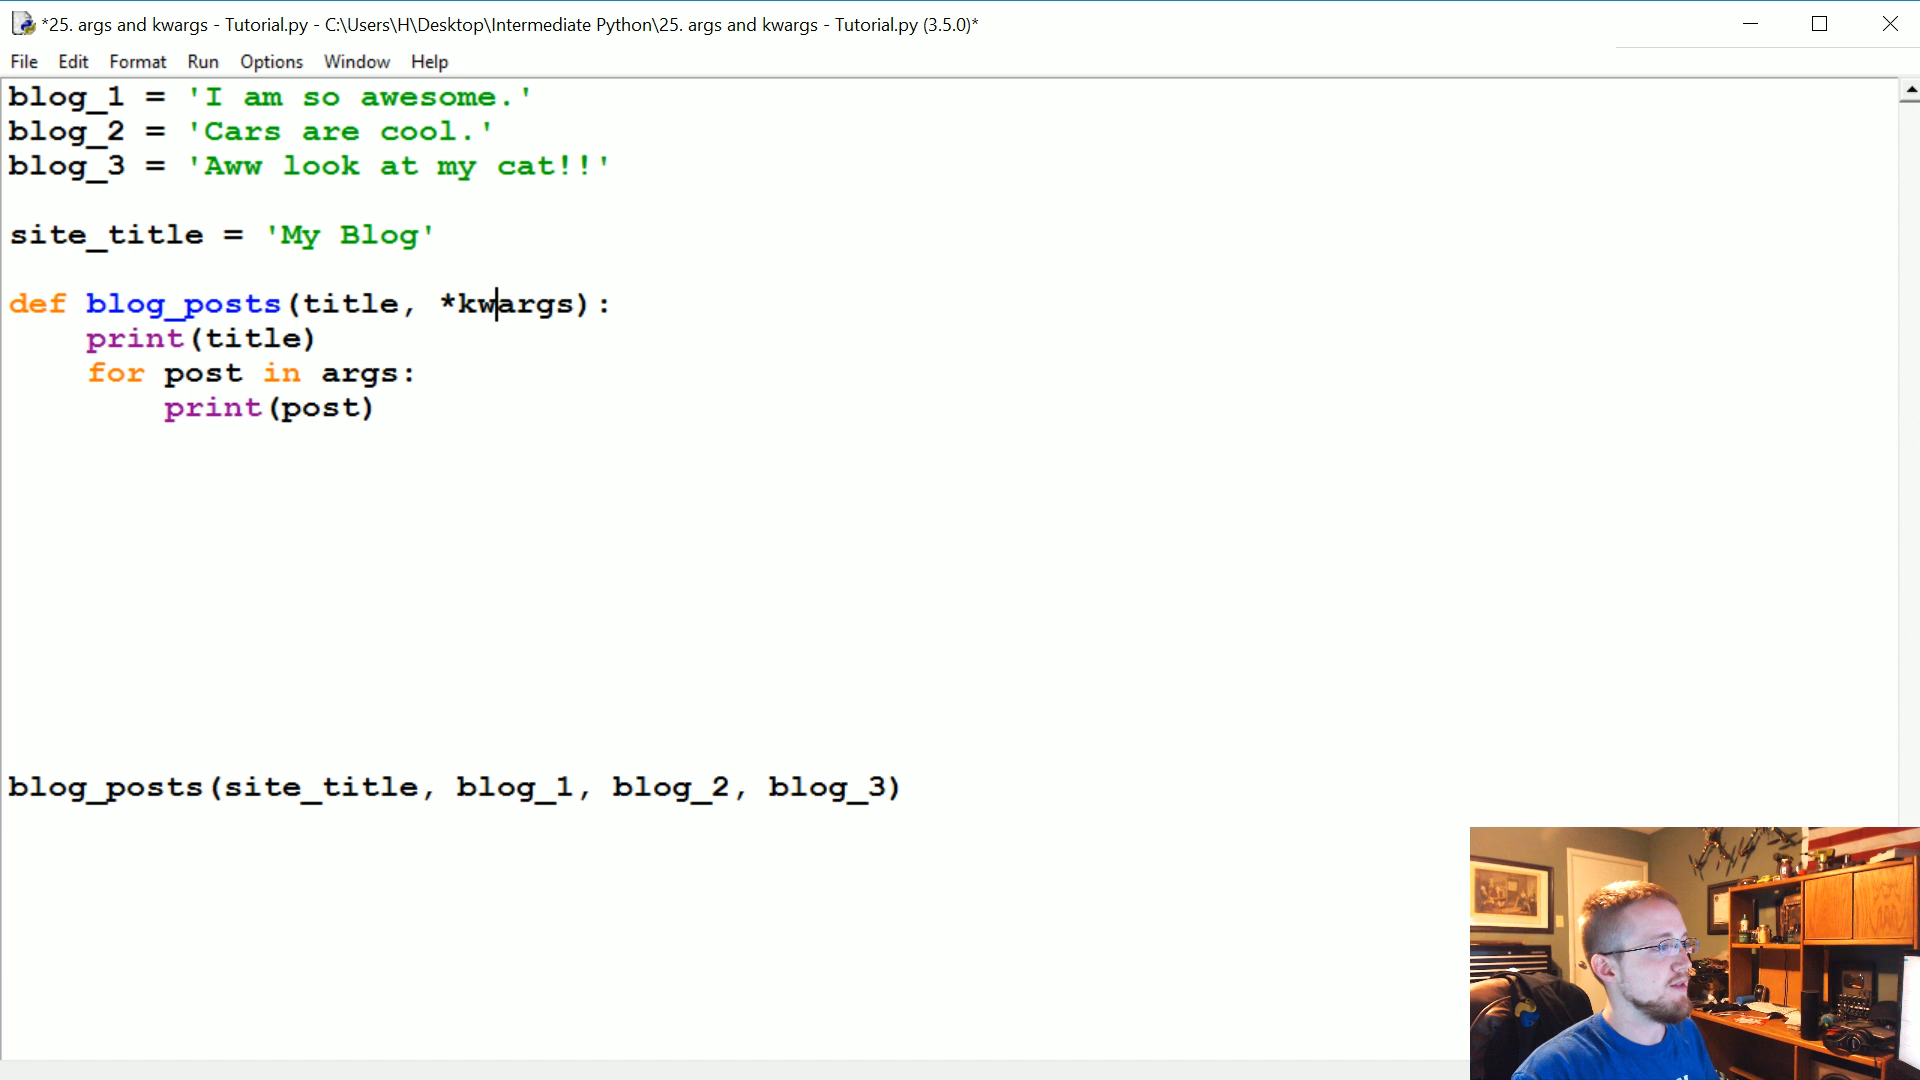 *25. args and kwargs - Tutorial.py - C:\Users\H\Desktop\Intermediate Python\25. args and kwargs - Tutorial.py (3.5.0)*
File Edit Format Run Options Window Help
blog_1 = 'I am so awesome.'
blog_2 = 'Cars are cool.'
blog_3 = 'Aww look at my cat!!'
site_title = 'My Blog'
def blog_posts(title, *kwargs):
    print(title)
    for post in args:
        print(post)
blog_posts(site_title, blog_1, blog_2, blog_3)